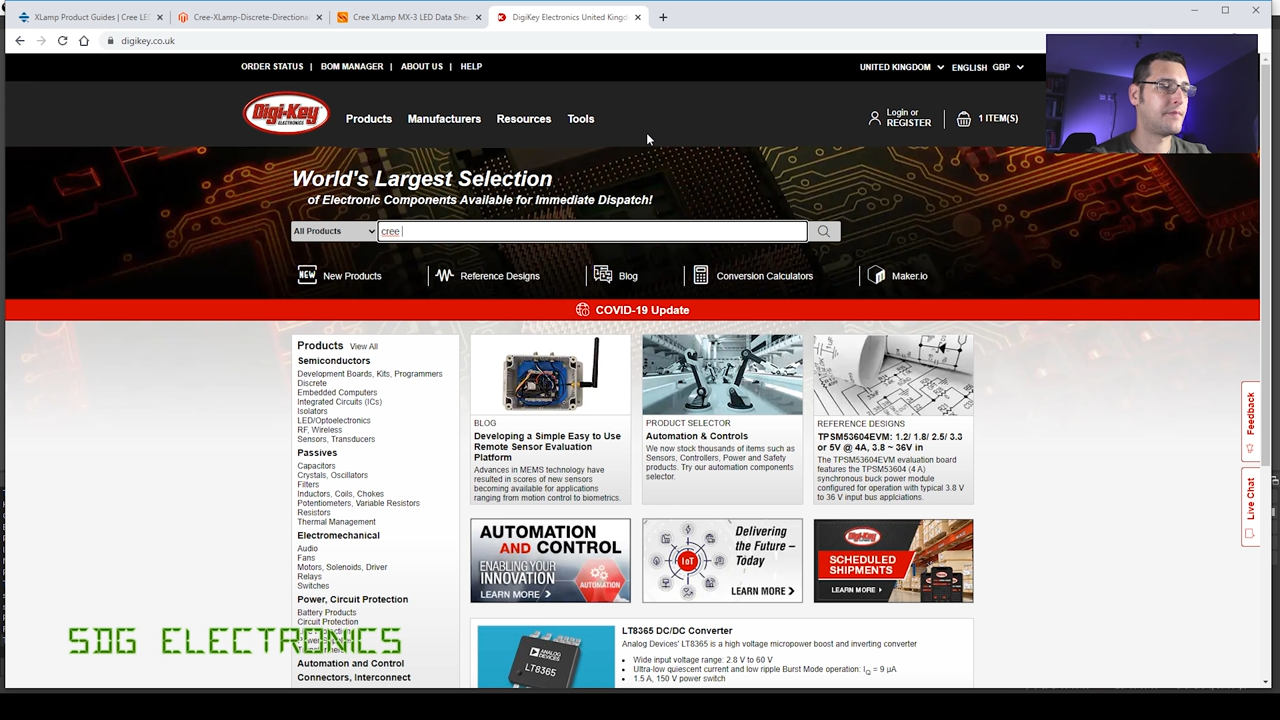 XLamp Product Guides | Cree LE
Cree-XLamp-Discrete-Directiona
Cree XLamp MX-3 LED Data She
DigiKey Electronics United Kingd
digikey.co.uk
ORDER STATUS | BOM MANAGER | ABOUT US | HELP
UNITED KINGDOM ENGLISH GBP
Digi-Key
ELECTRONICS
Products Manufacturers Resources Tools
Login or
REGISTER
1 ITEM(S)
World's Largest Selection
of Electronic Components Available for Immediate Dispatch!
All Products cree
NEW New Products
Reference Designs
Blog
Conversion Calculators
Maker.io
COVID-19 Update
Products View All
Semiconductors
Development Boards, Kits, Programmers
Discrete
Embedded Computers
Integrated Circuits (ICs)
Isolators
LED/Optoelectronics
RF, Wireless
Sensors, Transducers
Passives
Capacitors
Crystals, Oscillators
Filters
Inductors, Coils, Chokes
Potentiometers, Variable Resistors
Resistors
Thermal Management
Electromechanical
Audio
Fans
Motors, Solenoids, Driver
Relays
Switches
Power, Circuit Protection
Battery Products
Circuit Protection
Automation and Control
Connectors, Interconnect
BLOG
Developing a Simple Easy to Use
Remote Sensor Evaluation
Platform
Advances in MEMS technology have
resulted in scores of new sensors
becoming available for applications
ranging from motion control to biometrics.
PRODUCT SELECTOR
Automation & Controls
We now stock thousands of items such as
Sensors, Controllers, Power and Safety
products. Try our automation components
selector.
REFERENCE DESIGNS
TPSM53604EVM: 1.2/ 1.8/ 2.5/ 3.3
or 5V @ 4A, 3.8 ~ 36V in
The TPSM53604EVM evaluation board
features the TPSM53604 (4 A)
synchronous buck power module
configured for operation with typical 3.8 V
to 36 V input bus applciations.
AUTOMATION
AND CONTROL
ENABLING YOUR
INNOVATION
LEARN MORE
AUTOMATION
Delivering
the Future –
Today
IoT
LEARN MORE
Digi-Key
SCHEDULED
SHIPMENTS
LEARN MORE
ANALOG
DEVICES
LT8365
LT8365 DC/DC Converter
Analog Devices' LT8365 is a high voltage micropower boost and inverting converter
Wide input voltage range: 2.8 V to 60 V
Ultra-low quiescent current and low ripple Burst Mode operation: IQ = 9 µA
1.5 A, 150 V power switch
Feedback
Live Chat
SDG ELECTRONICS